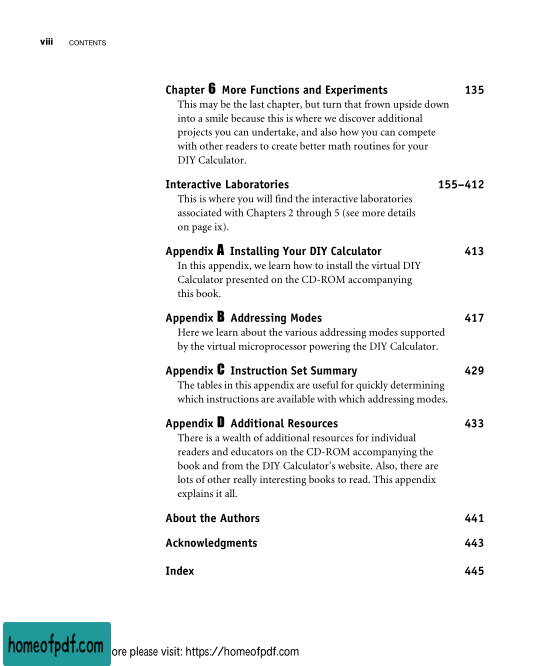 viii CONTENTS
Chapter 6 More Functions and Experiments 135
This may be the last chapter, but turn that frown upside down
into a smile because this is where we discover additional
projects you can undertake, and also how you can compete
with other readers to create better math routines for your
DIY Calculator.
Interactive Laboratories 155–412
This is where you will find the interactive laboratories
associated with Chapters 2 through 5 (see more details
on page ix).
Appendix A Installing Your DIY Calculator 413
In this appendix, we learn how to install the virtual DIY
Calculator presented on the CD-ROM accompanying
this book.
Appendix B Addressing Modes 417
Here we learn about the various addressing modes supported
by the virtual microprocessor powering the DIY Calculator.
Appendix C Instruction Set Summary 429
The tables in this appendix are useful for quickly determining
which instructions are available with which addressing modes.
Appendix D Additional Resources 433
There is a wealth of additional resources for individual
readers and educators on the CD-ROM accompanying the
book and from the DIY Calculator's website. Also, there are
lots of other really interesting books to read. This appendix
explains it all.
About the Authors 441
Acknowledgments 443
Index 445
homeofpdf.com ore please visit: https://homeofpdf.com